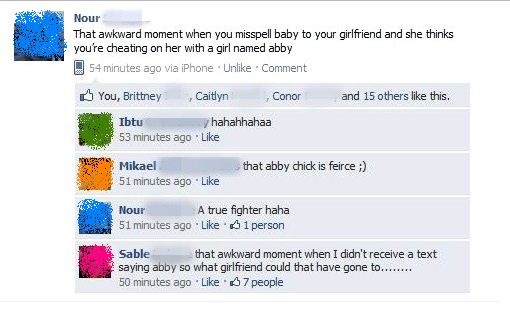 Nour
That awkward moment when you misspell baby to your girlfriend and she thinks
you're cheating on her with a girl named abby
54 minutes ago via iPhone · Unlike · Comment
You, Brittney , Caitlyn , Conor and 15 others like this.
Ibtu hahahhahaa
53 minutes ago · Like
Mikael that abby chick is feirce ;)
51 minutes ago · Like
Nour A true fighter haha
51 minutes ago · Like · 1 person
Sable that awkward moment when I didn't receive a text
saying abby so what girlfriend could that have gone to........
50 minutes ago · Like · 7 people